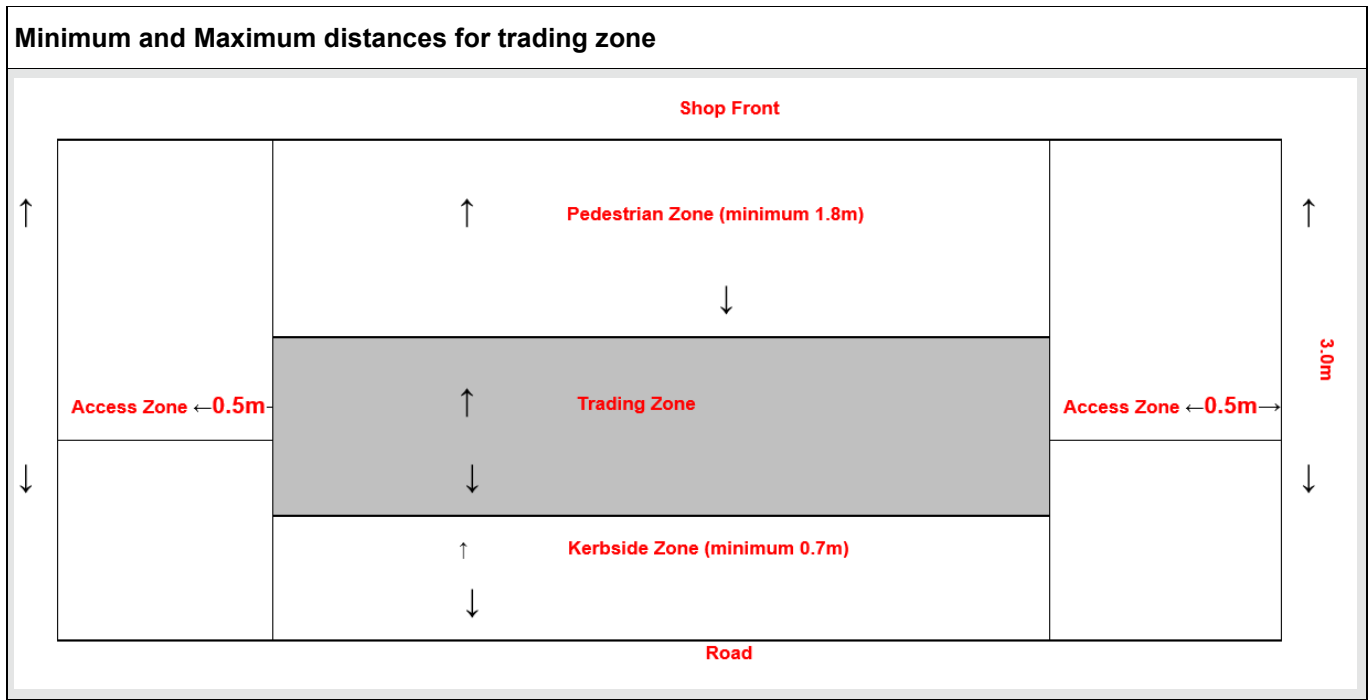 Minimum and Maximum distances for trading zone
Shop Front
↑ ↑ Pedestrian Zone (minimum 1.8m) ↑
↓
3.0m
Access Zone ←0.5m- ↑ Trading Zone Access Zone ←0.5m→
↓ ↓ ↓
↑ Kerbside Zone (minimum 0.7m)
↓
Road